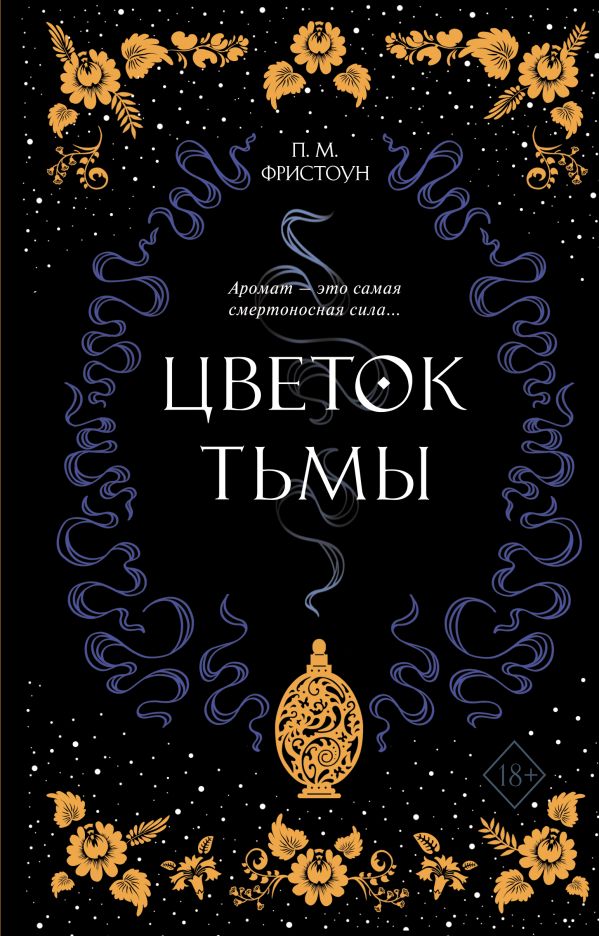 П. М.
ФРИСТОУН
Аромат — это самая
смертоносная сила...
ЦВЕТОК
ТЬМЫ
18+